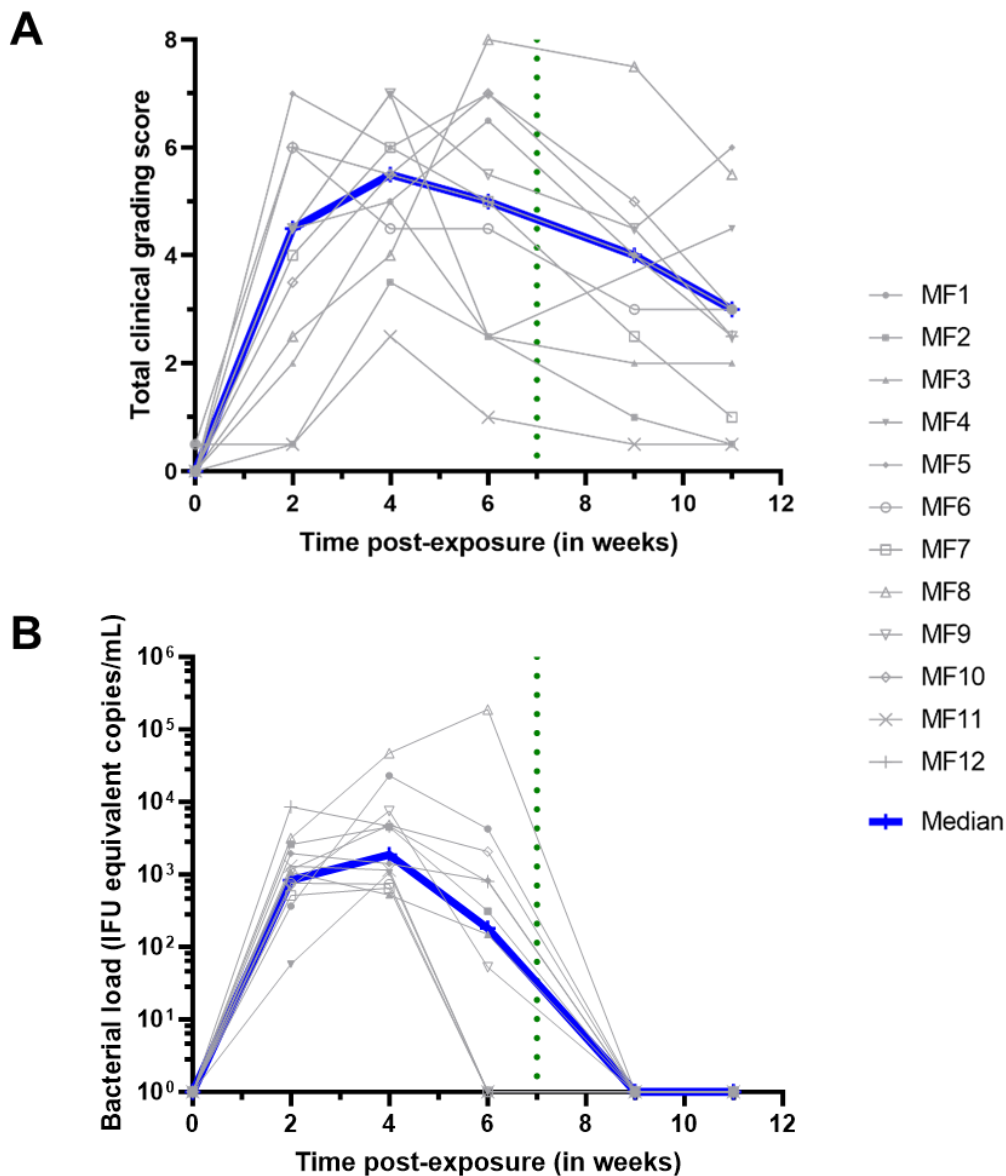 A
Total clinical grading score
8
6
4
2
0
0 2 4 6 8 10 12
Time post-exposure (in weeks)
MF1
MF2
MF3
MF4
MF5
MF6
MF7
MF8
MF9
MF10
MF11
MF12
Median
B
Bacterial load (IFU equivalent copies/mL)
10⁶
10⁵
10⁴
10³
10²
10¹
10⁰
0 2 4 6 8 10 12
Time post-exposure (in weeks)